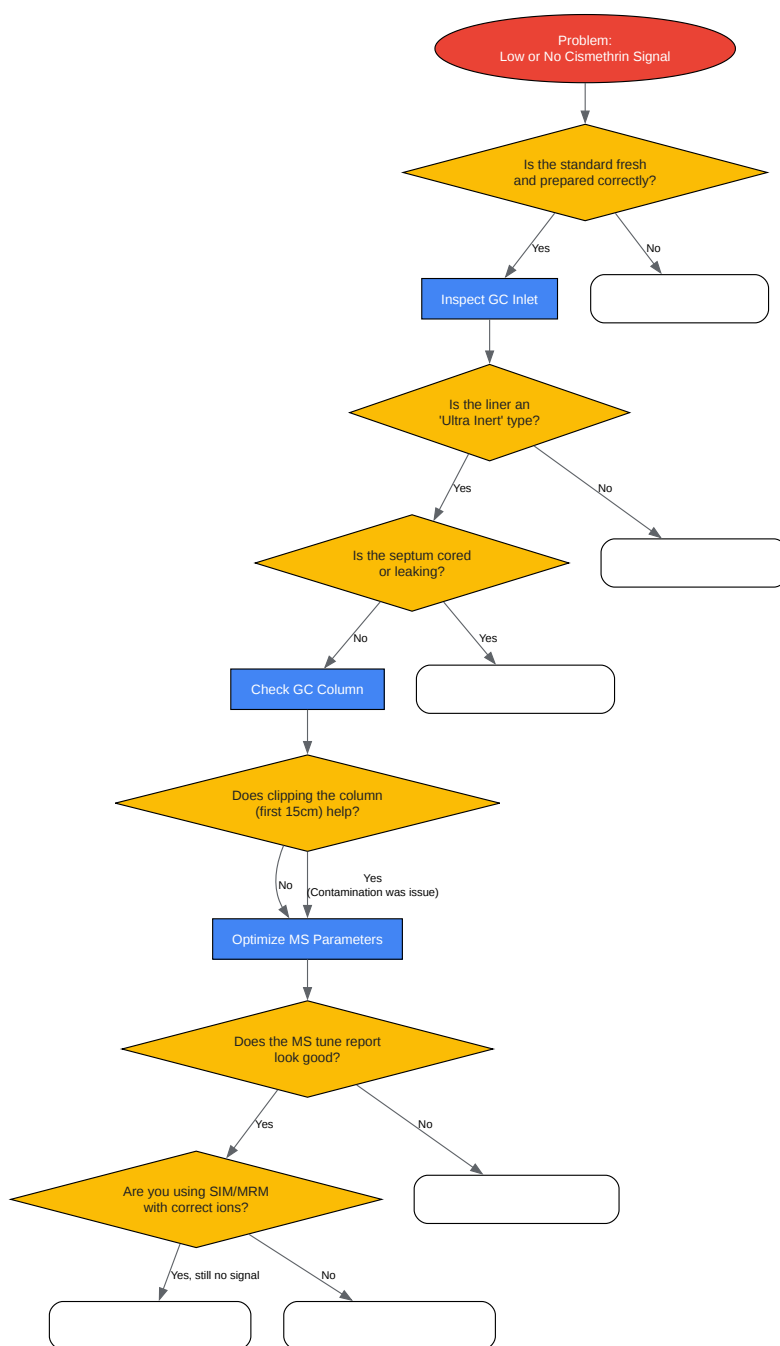 Problem:
Low or No Cismethrin Signal
Is the standard fresh
and prepared correctly?
Yes
No
Inspect GC Inlet
Is the liner an
'Ultra Inert' type?
Yes
No
Is the septum cored
or leaking?
No
Yes
Check GC Column
Does clipping the column
(first 15cm) help?
No
Yes
(Contamination was issue)
Optimize MS Parameters
Does the MS tune report
look good?
Yes
No
Are you using SIM/MRM
with correct ions?
Yes, still no signal
No